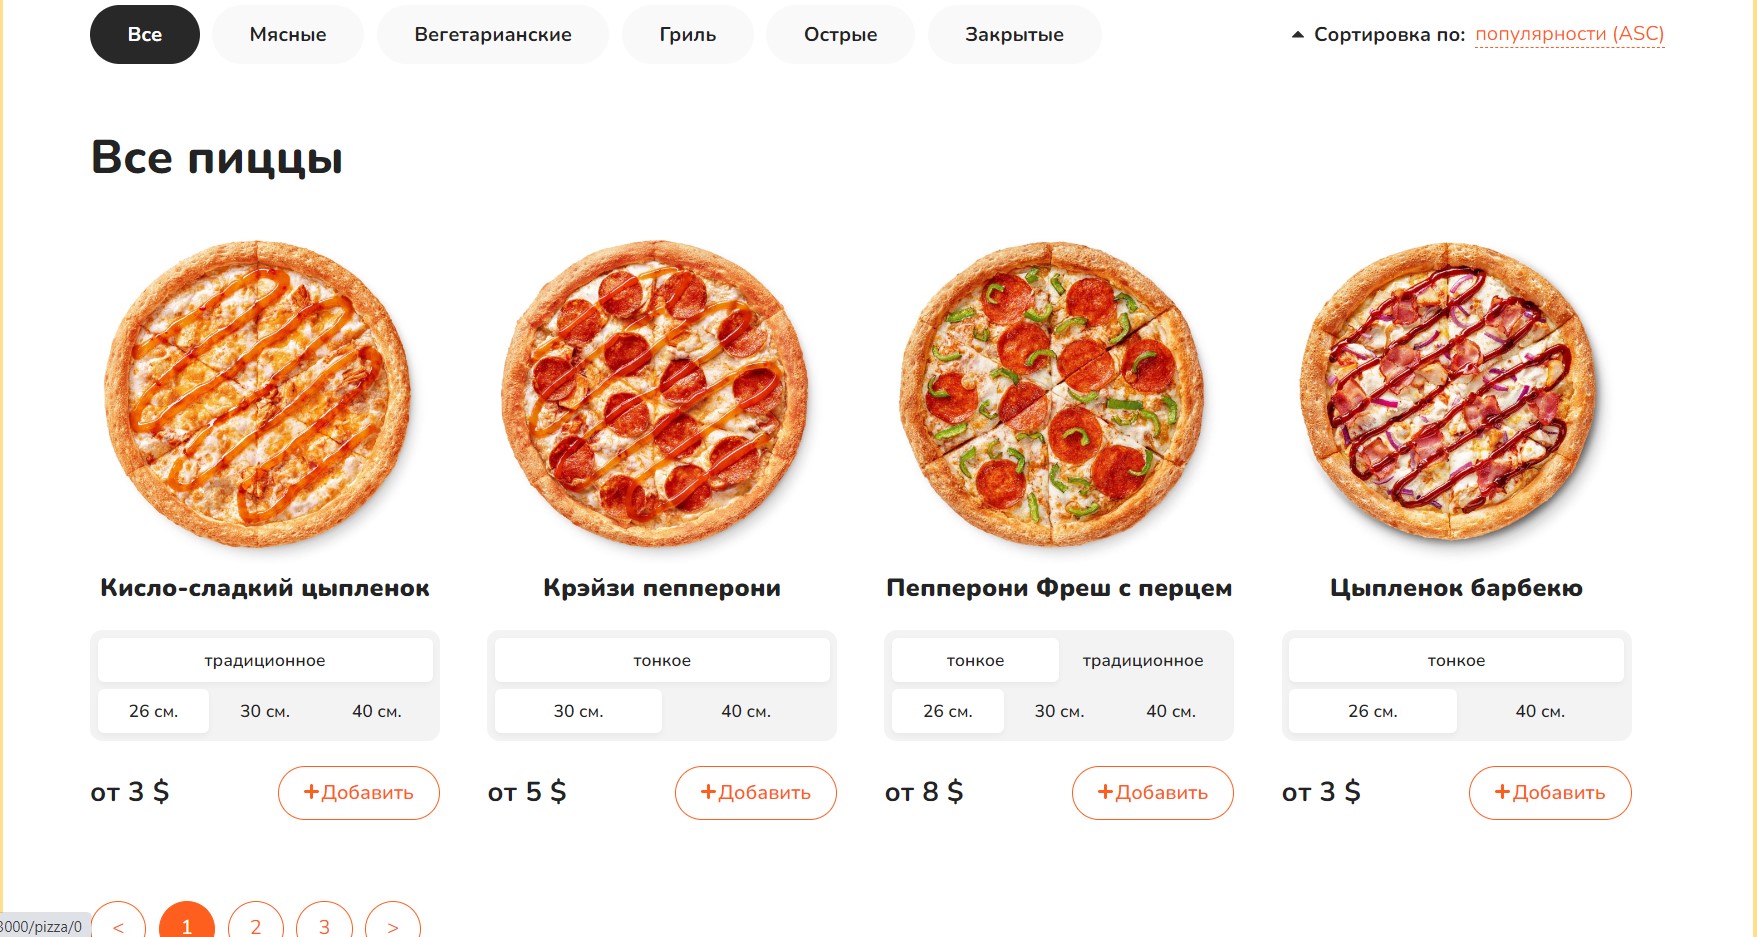 Все Мясные Вегетарианские Гриль Острые Закрытые Сортировка по: популярности (ASC)
Все пиццы
Кисло-сладкий цыпленок Крэйзи пепперони Пепперони Фреш с перцем Цыпленок барбекю
традиционное тонкое тонкое традиционное тонкое
26 см. 30 см. 40 см. 30 см. 40 см. 26 см. 30 см. 40 см. 26 см. 40 см.
от 3 $ +Добавить от 5 $ +Добавить от 8 $ +Добавить от 3 $ +Добавить
3000/pizza/0 < 1 2 3 >